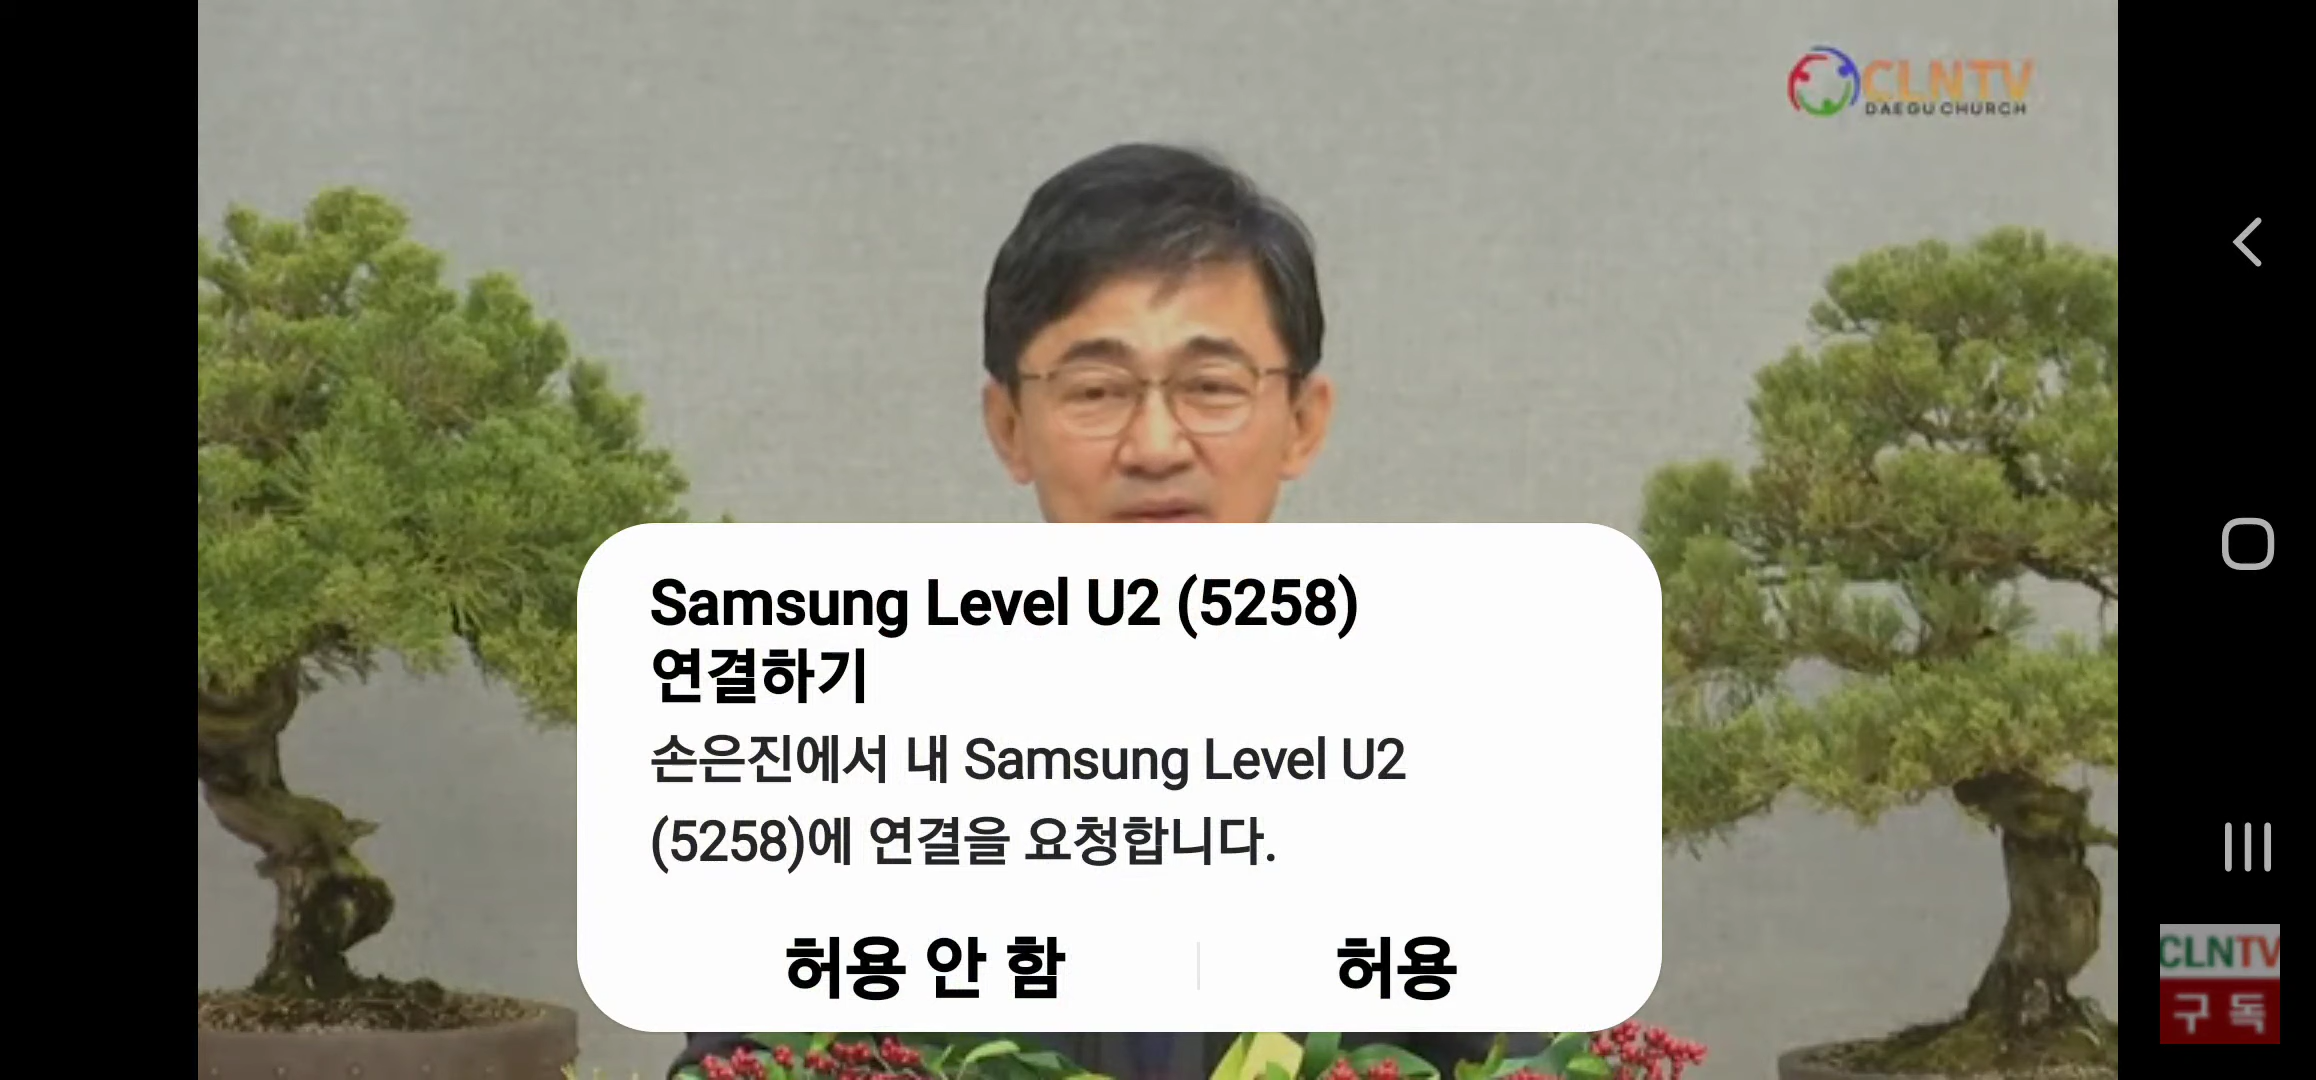 CLNTV
DAEGU CHURCH
Samsung Level U2 (5258)
연결하기
손은진에서 내 Samsung Level U2
(5258)에 연결을 요청합니다.
허용 안 함
허용
CLNTV
구독